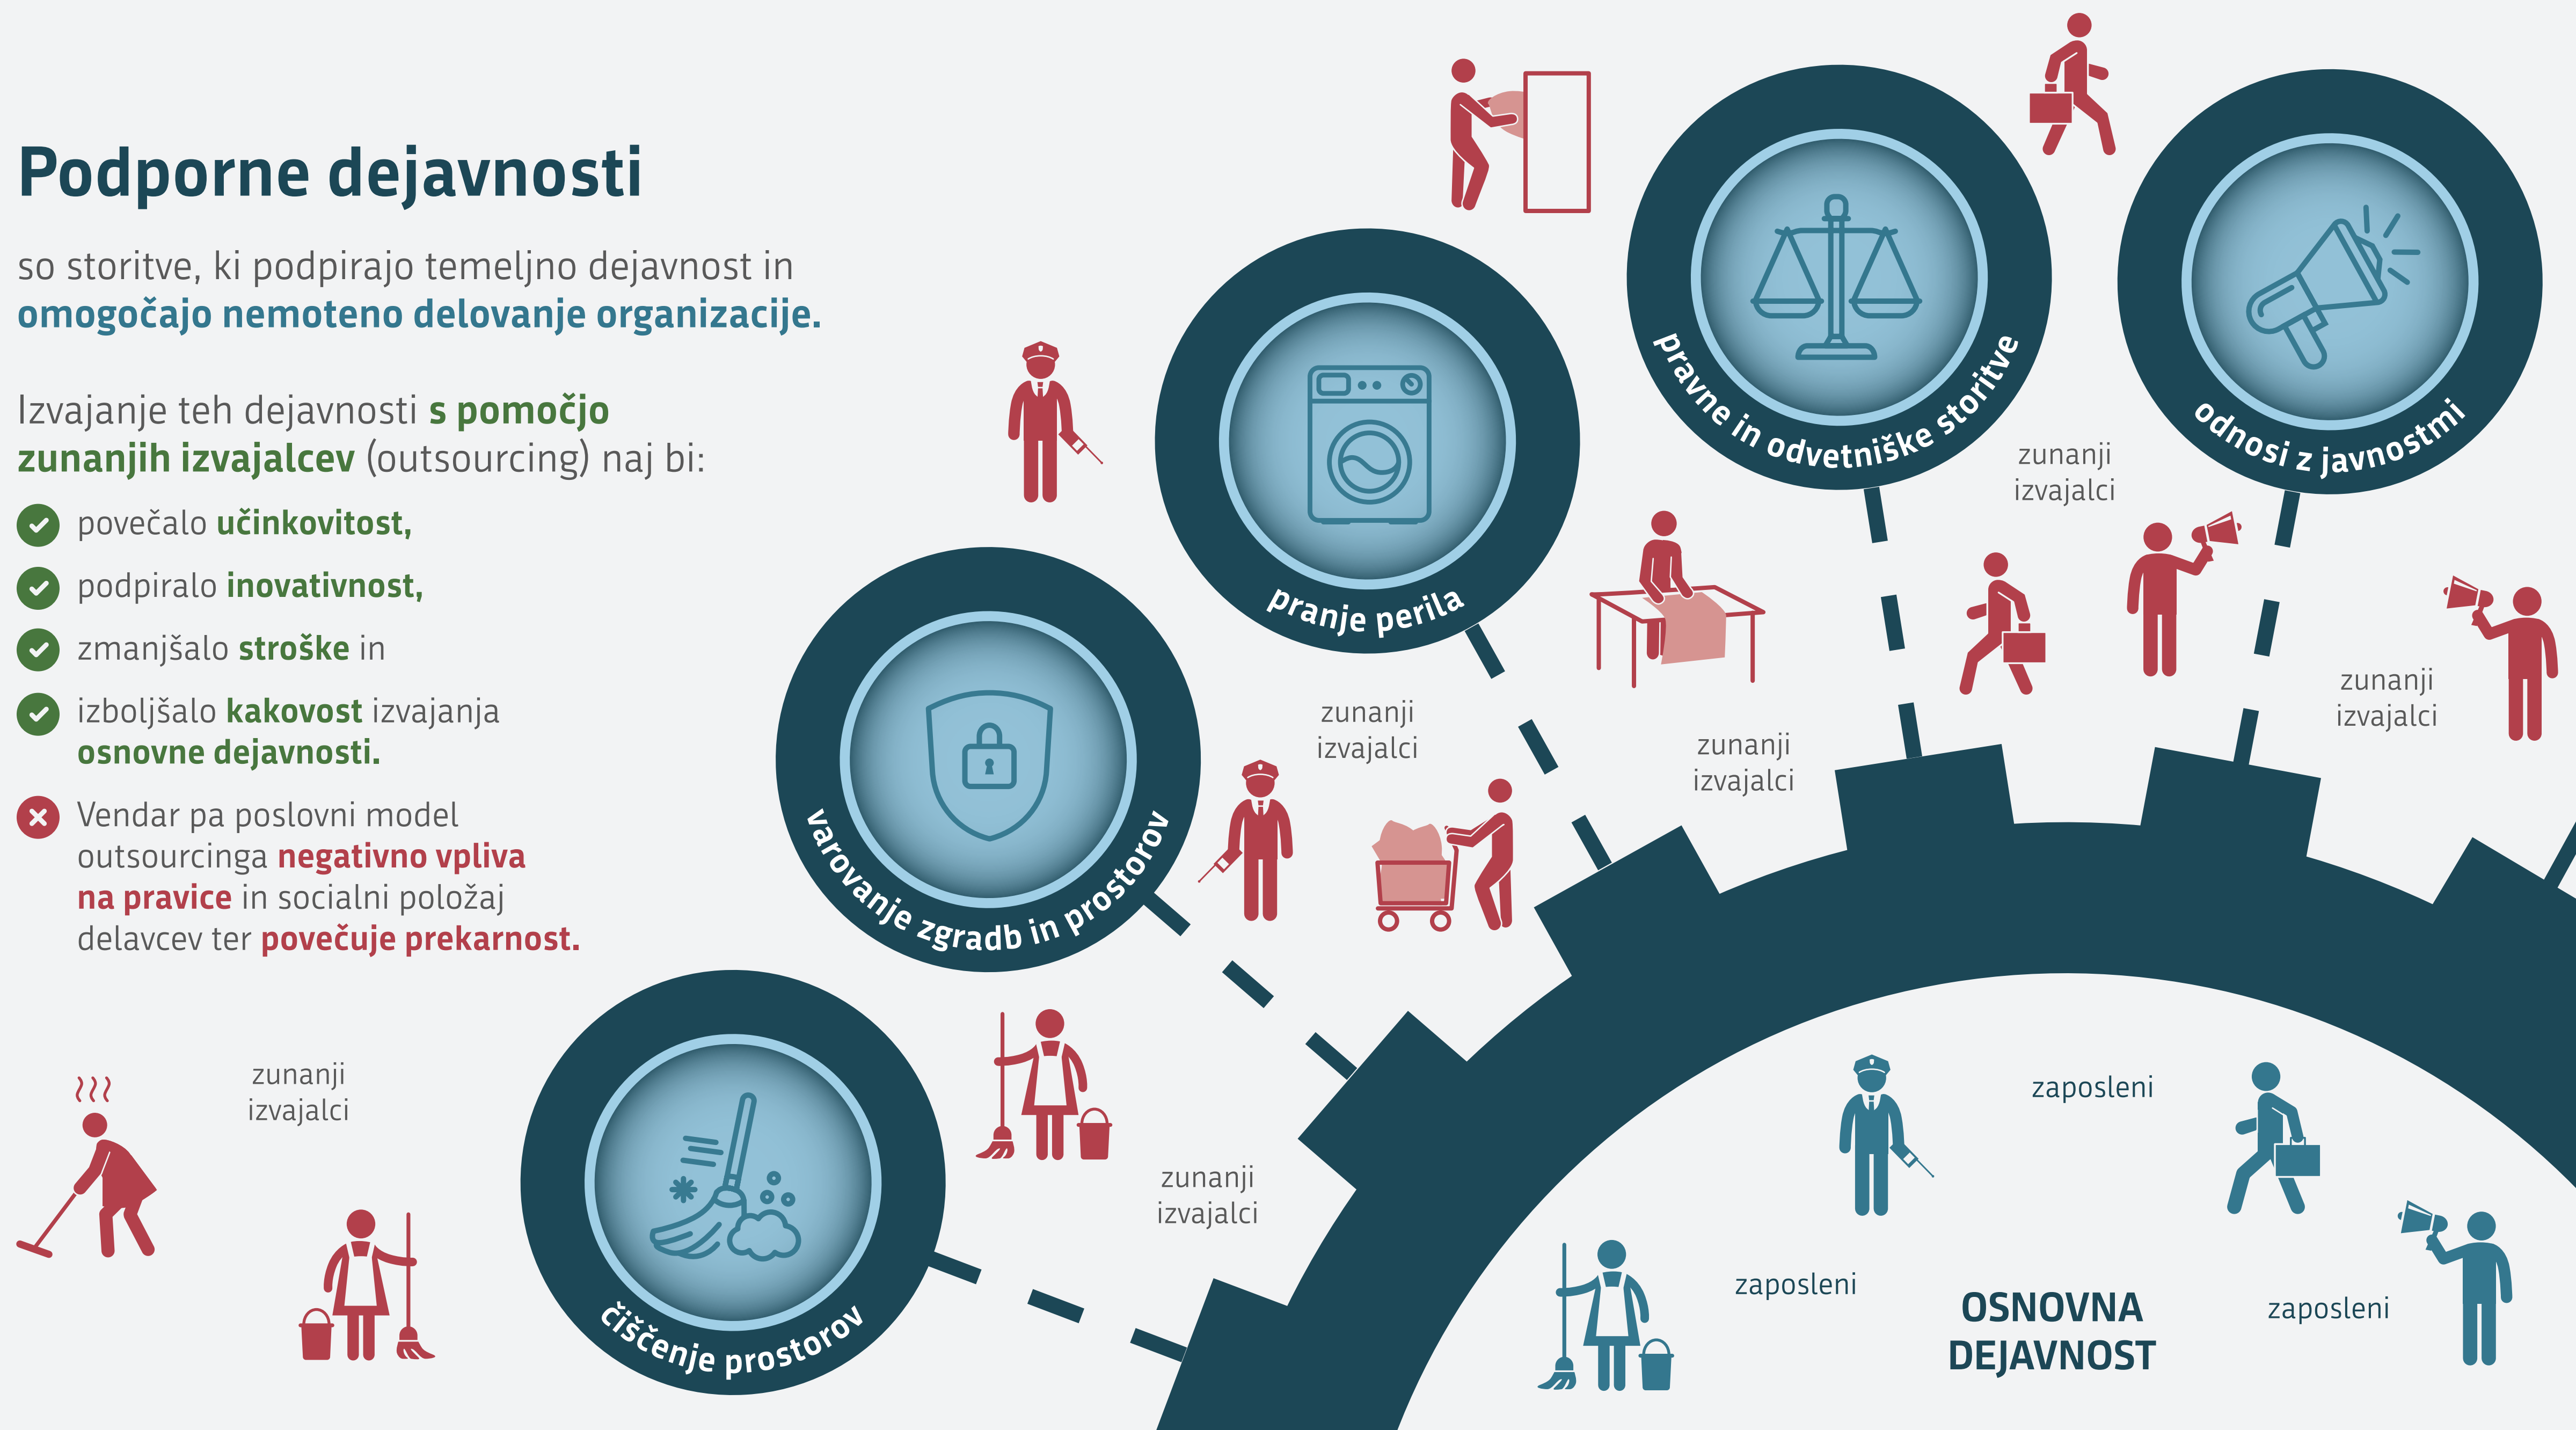 Podporne dejavnosti
so storitve, ki podpirajo temeljno dejavnost in
omogočajo nemoteno delovanje organizacije.
Izvajanje teh dejavnosti s pomočjo
zunanjih izvajalcev (outsourcing) naj bi:
povečalo učinkovitost,
podpiralo inovativnost,
zmanjšalo stroške in
izboljšalo kakovost izvajanja
osnovne dejavnosti.
Vendar pa poslovni model
outsourcinga negativno vpliva
na pravice in socialni položaj
delavcev ter povečuje prekarnost.
zunanji
izvajalci
čiščenje prostorov
zunanji
izvajalci
varovanje zgradb in prostorov
zunanji
izvajalci
pranje perila
zunanji
izvajalci
pravne in odvetniške storitve
zunanji
izvajalci
odnosi z javnostmi
zunanji
izvajalci
zaposleni
zaposleni
zaposleni
OSNOVNA
DEJAVNOST